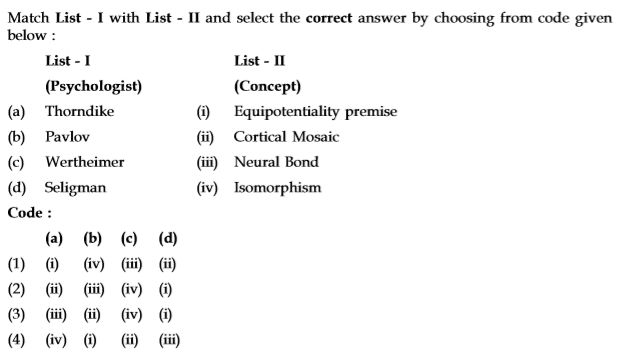 Match List - I with List - II and select the correct answer by choosing from code given
below :
List - I List - II
(Psychologist) (Concept)
(a) Thorndike (i) Equipotentiality premise
(b) Pavlov (ii) Cortical Mosaic
(c) Wertheimer (iii) Neural Bond
(d) Seligman (iv) Isomorphism
Code :
(a) (b) (c) (d)
(1) (i) (iv) (iii) (ii)
(2) (ii) (iii) (iv) (i)
(3) (iii) (ii) (iv) (i)
(4) (iv) (i) (ii) (iii)